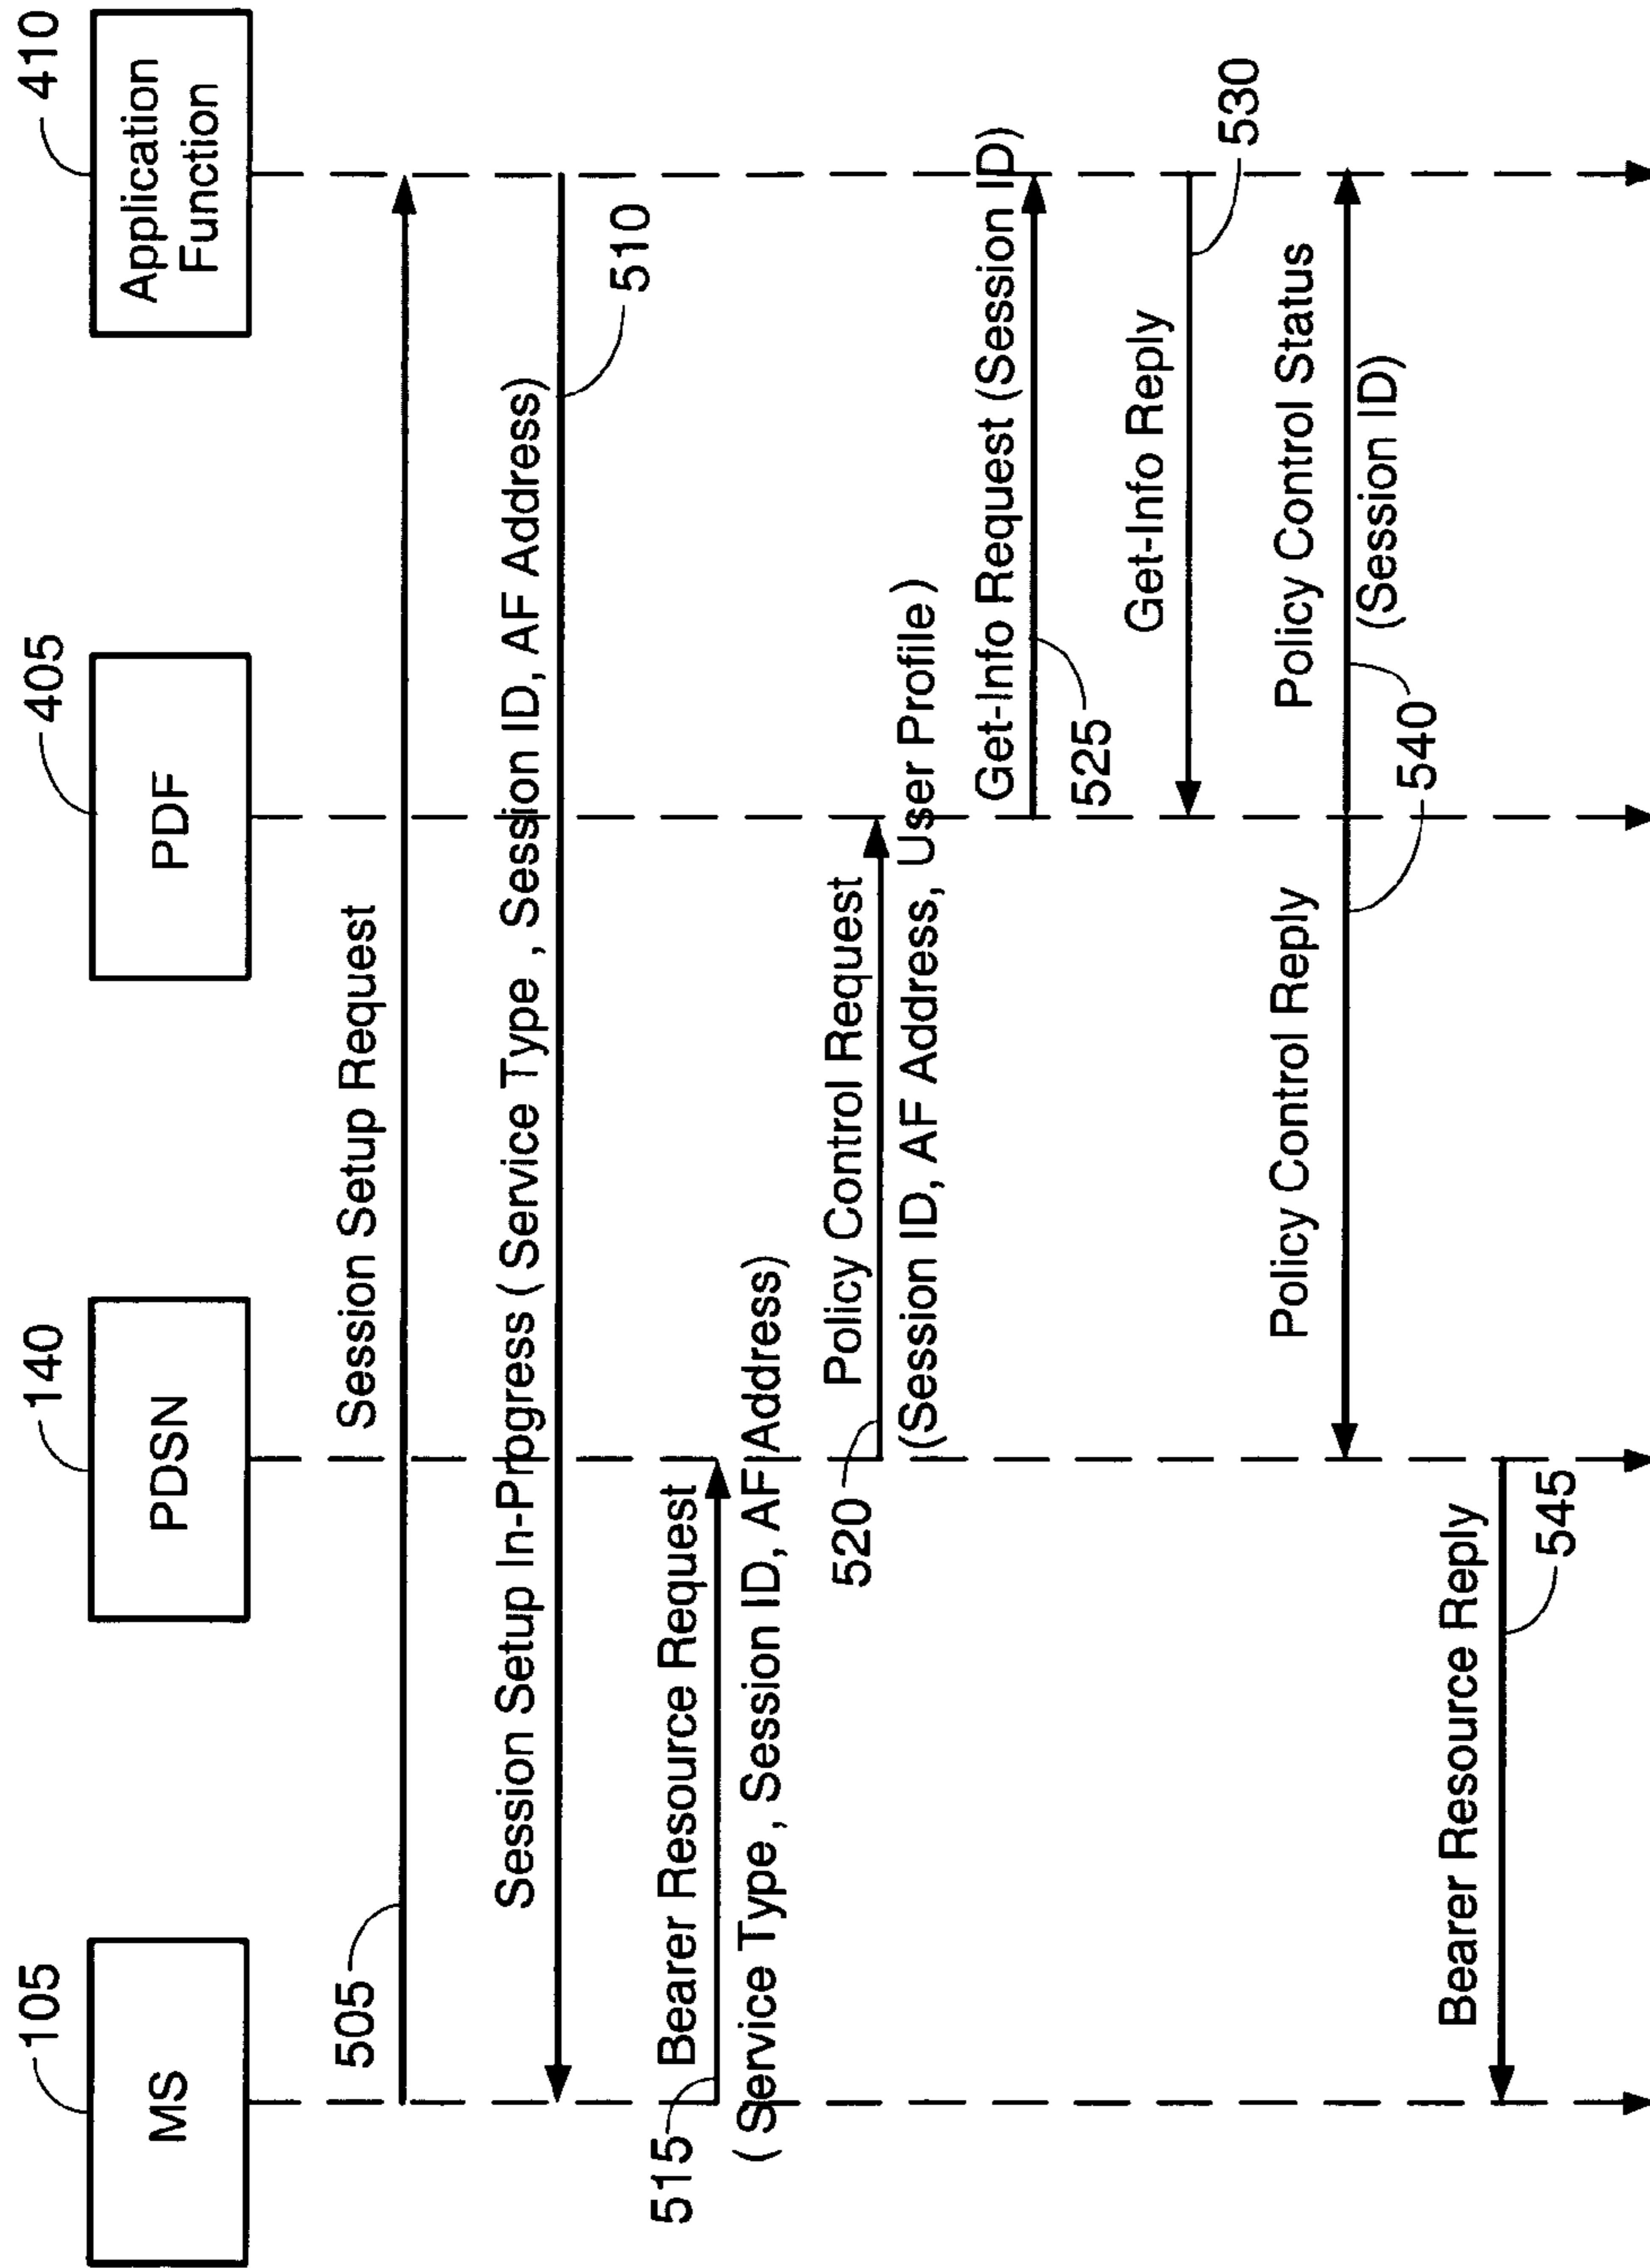 105
140
405
410
MS
PDSN
PDF
Application
Function
Session Setup Request
505
Session Setup In-Progress (Service Type, Session ID, AF Address)
510
515
Bearer Resource Request
(Service Type, Session ID, AF Address)
520
Policy Control Request
(Session ID, AF Address, User Profile)
Get-Info Request (Session ID)
525
Get-Info Reply
530
Policy Control Reply
Policy Control Status
(Session ID)
540
Bearer Resource Reply
545